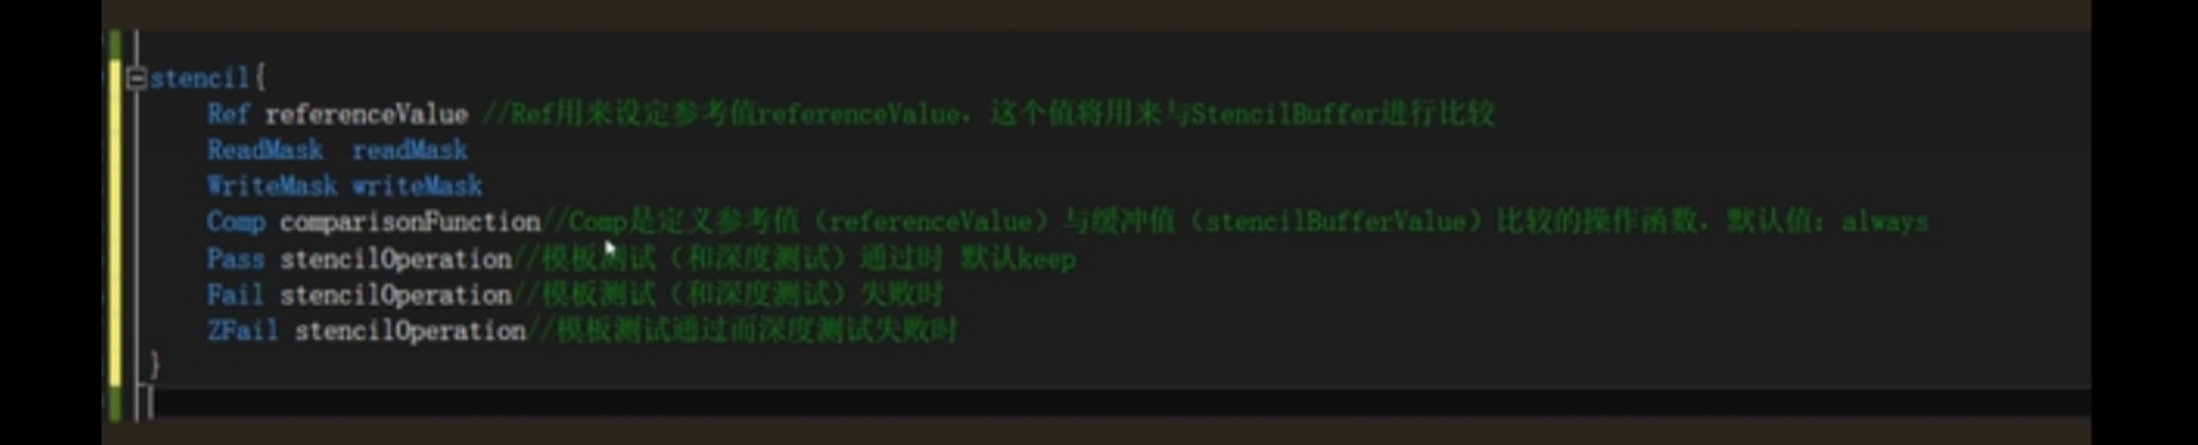 stencil{
Ref referenceValue //Ref用来设定参考值referenceValue，这个值将用来与StencilBuffer进行比较
ReadMask  readMask
WriteMask writeMask
Comp comparisonFunction//Comp是定义参考值（referenceValue）与缓冲值（stencilBufferValue）比较的操作函数，默认值：always
Pass stencilOperation//模板测试（和深度测试）通过时 默认keep
Fail stencilOperation//模板测试（和深度测试）失败时
ZFail stencilOperation//模板测试通过而深度测试失败时
}